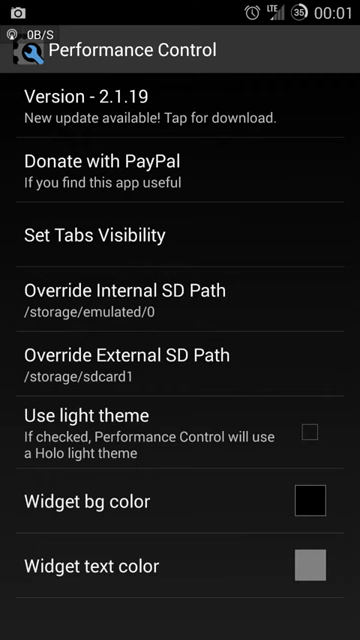 LTE 35 00:01
0B/S
Performance Control
Version - 2.1.19
New update available! Tap for download.
Donate with PayPal
If you find this app useful
Set Tabs Visibility
Override Internal SD Path
/storage/emulated/0
Override External SD Path
/storage/sdcard1
Use light theme
If checked, Performance Control will use
a Holo light theme
Widget bg color
Widget text color